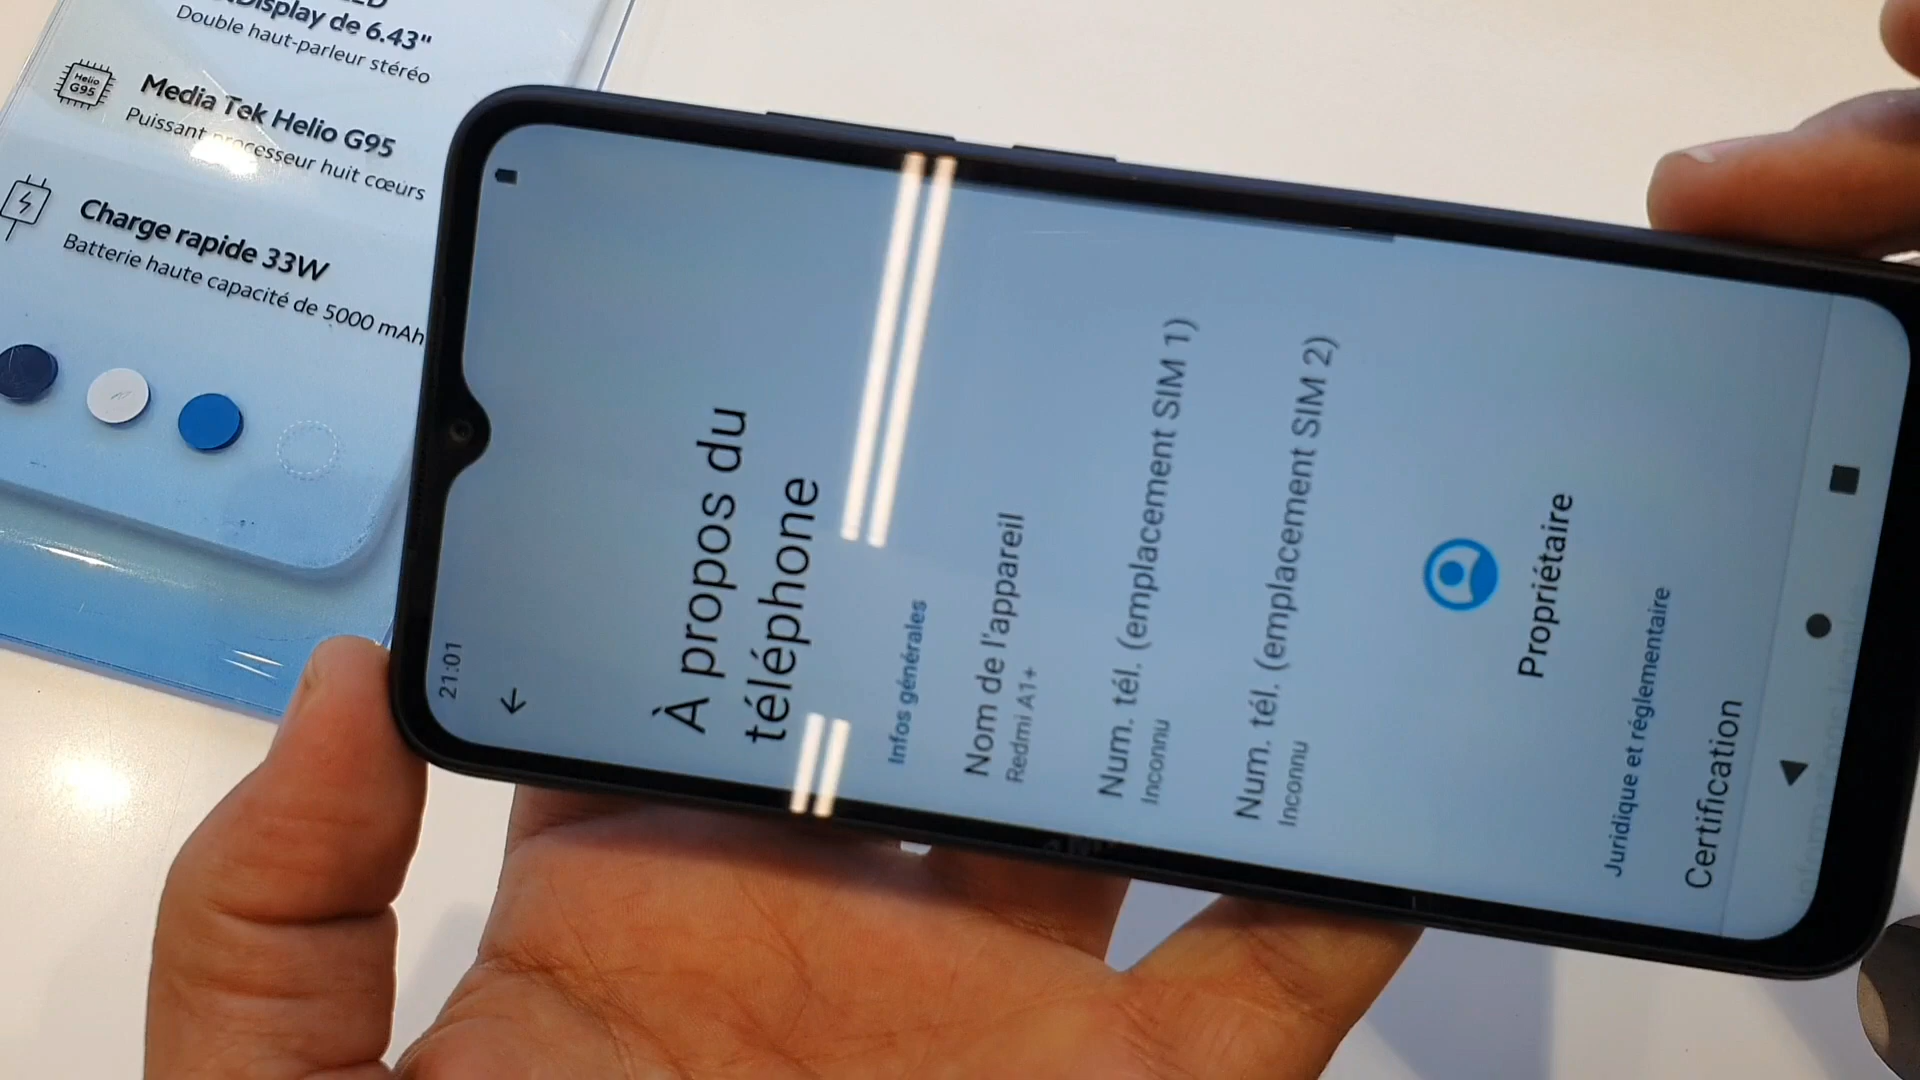 Display de 6.43"
Double haut-parleur stéréo
Helio
G95
Media Tek Helio G95
Puissant processeur huit cœurs
Charge rapide 33W
Batterie haute capacité de 5000 mAh
21:01
À propos du
téléphone
Infos générales
Nom de l'appareil
Redmi A1+
Num. tél. (emplacement SIM 1)
Inconnu
Num. tél. (emplacement SIM 2)
Inconnu
Propriétaire
Juridique et réglementaire
Certification